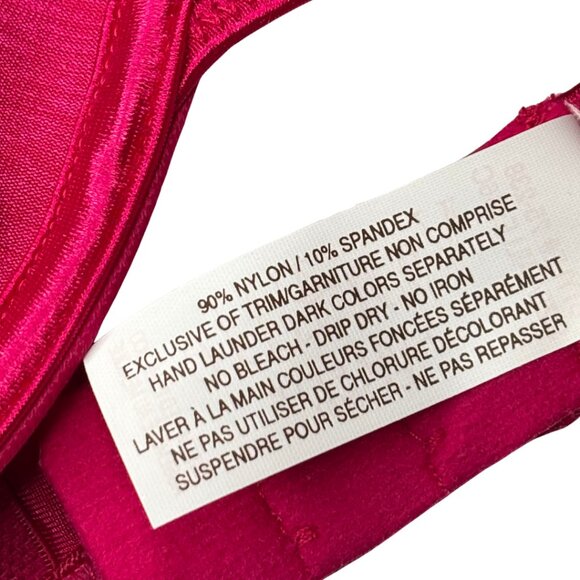 90% NYLON / 10% SPANDEX
EXCLUSIVE OF TRIM/GARNITURE NON COMPRISE
HAND LAUNDER DARK COLORS SEPARATELY
NO BLEACH - DRIP DRY - NO IRON
LAVER À LA MAIN COULEURS FONCÉES SÉPARÉMENT
NE PAS UTILISER DE CHLORURE DÉCOLORANT
SUSPENDRE POUR SÉCHER - NE PAS REPASSER